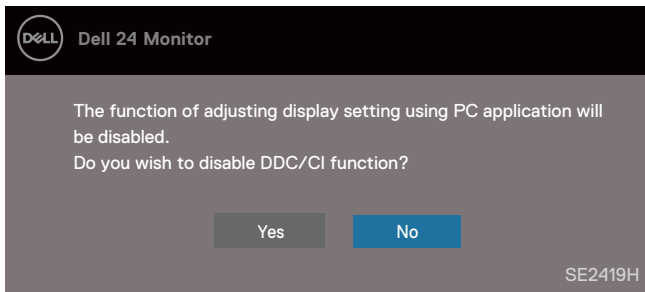 DELL
Dell 24 Monitor
The function of adjusting display setting using PC application will
be disabled.
Do you wish to disable DDC/CI function?
Yes No
SE2419H